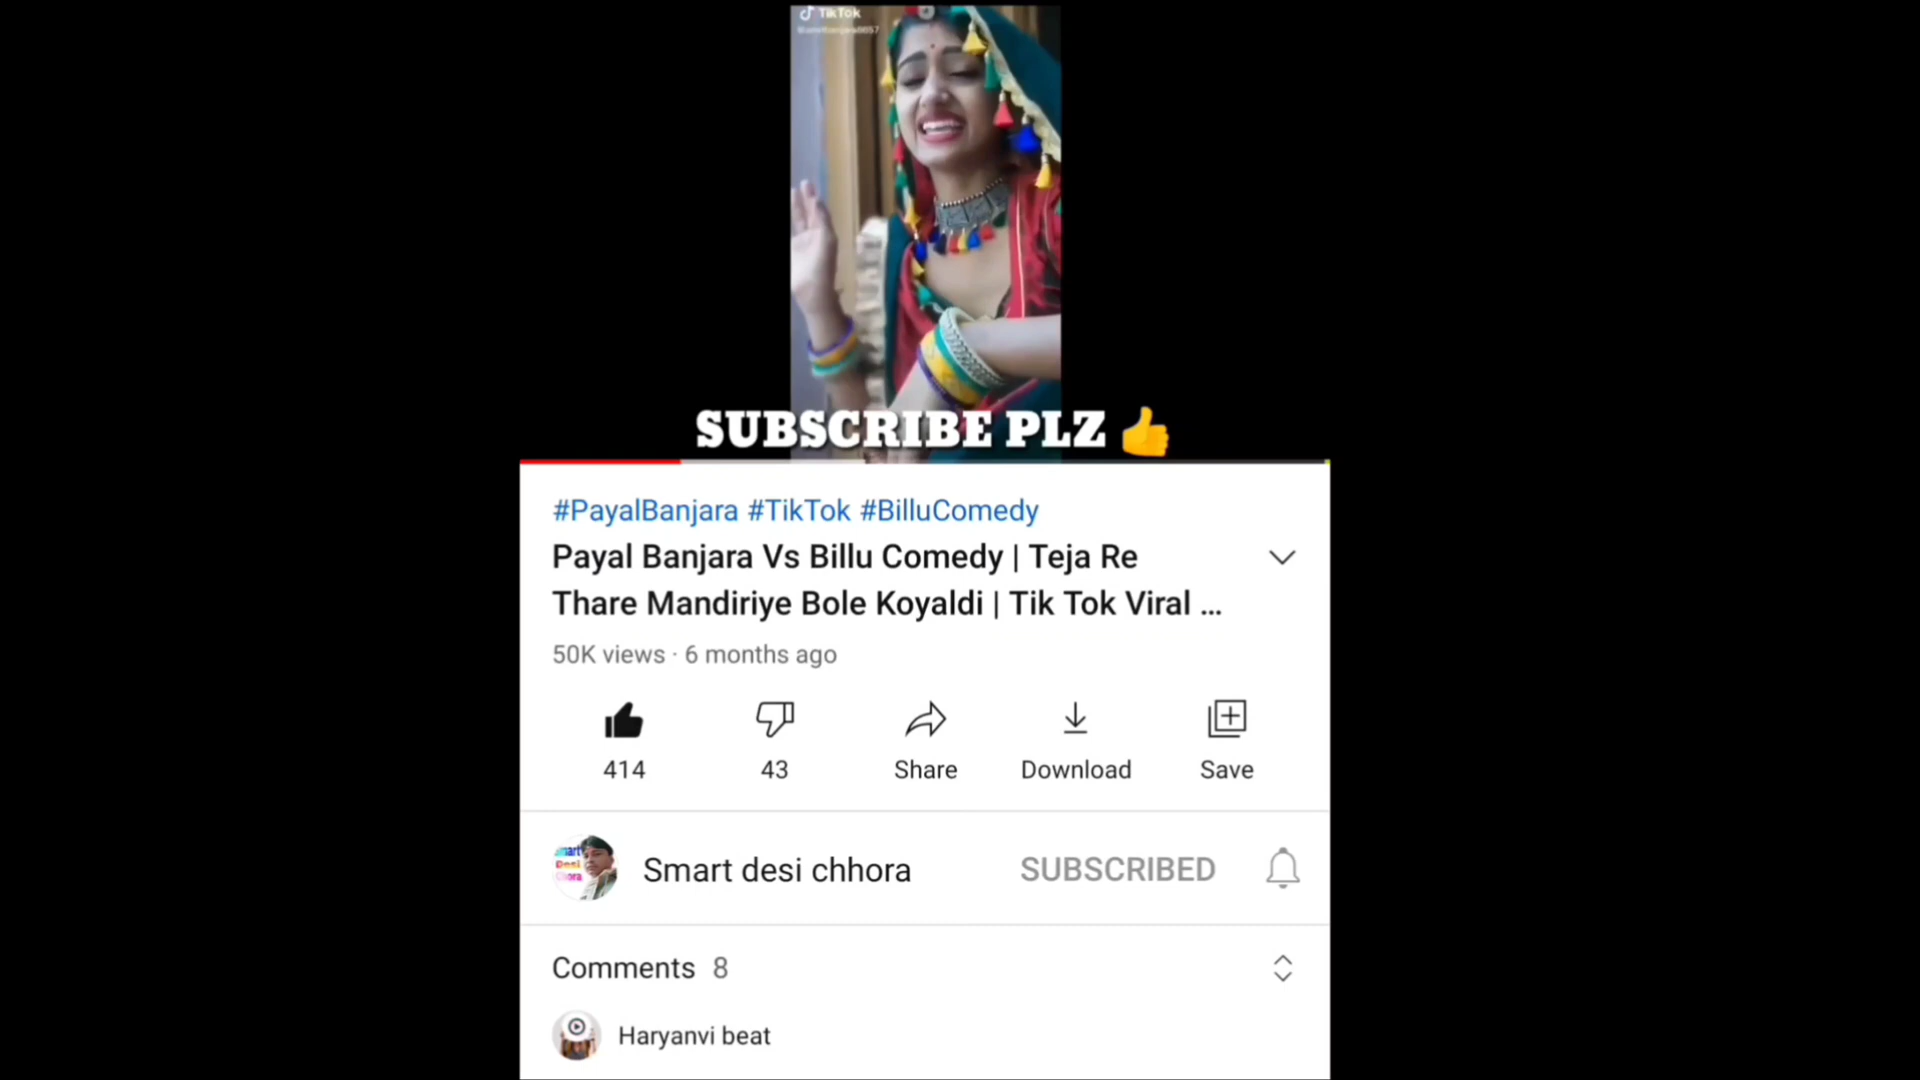 TikTok
SUBSCRIBE PLZ 👍
#PayalBanjara #TikTok #BilluComedy
Payal Banjara Vs Billu Comedy | Teja Re
Thare Mandiriye Bole Koyaldi | Tik Tok Viral ...
50K views · 6 months ago
414 43 Share Download Save
Smart
Desi
Smart desi chhora SUBSCRIBED
Comments 8
Haryanvi beat